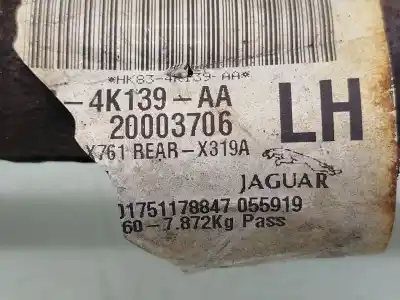 *HK83-4K139-AA*
-4K139-AA
20003706
LH
X761 REAR-X319A
JAGUAR
01751178847 055919
60-7.872Kg Pass